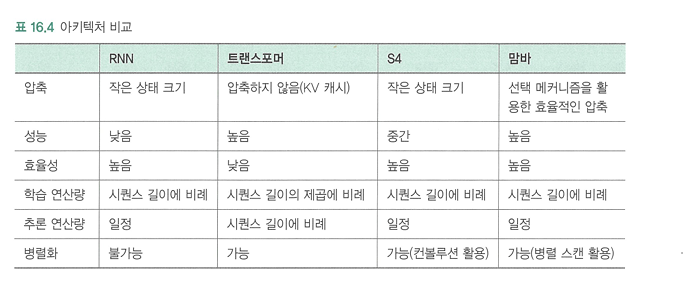 표 16.4 아키텍처 비교
RNN 트랜스포머 S4 맘바
압축 작은 상태 크기 압축하지 않음(KV 캐시) 작은 상태 크기 선택 메커니즘을 활
용한 효율적인 압축
성능 낮음 높음 중간 높음
효율성 높음 낮음 높음 높음
학습 연산량 시퀀스 길이에 비례 시퀀스 길이의 제곱에 비례 시퀀스 길이에 비례 시퀀스 길이에 비례
추론 연산량 일정 시퀀스 길이에 비례 일정 일정
병렬화 불가능 가능 가능(컨볼루션 활용) 가능(병렬 스캔 활용)